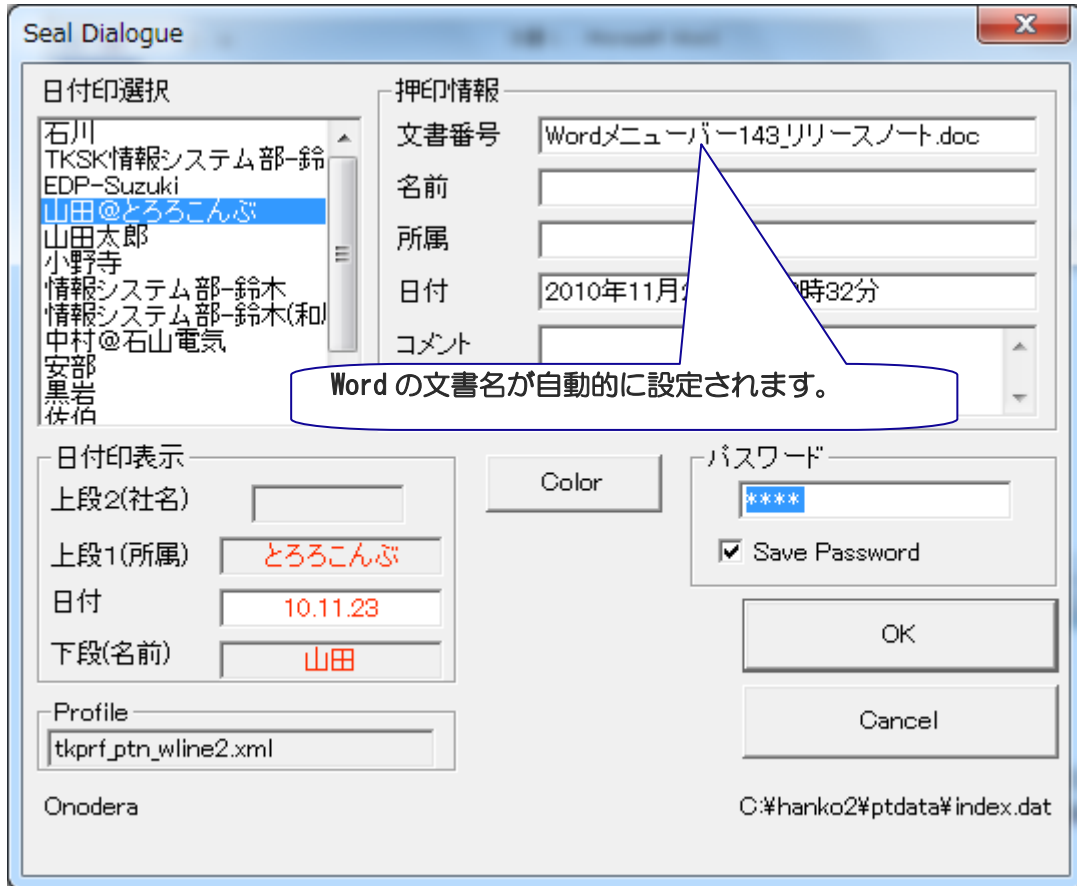 Seal Dialogue
日付印選択
石川
TKSK情報システム部-鈴
EDP-Suzuki
山田@とろろこんぶ
山田太郎
小野寺
情報システム部-鈴木
情報システム部-鈴木(和
中村@石山電気
安部
黒岩
佐伯
押印情報
文書番号 Wordメニューバー143_リリースノート.doc
名前
所属
日付 2010年11月 時32分
コメント
Word の文書名が自動的に設定されます。
日付印表示
上段2(社名)
上段1(所属) とろろこんぶ
日付 10.11.23
下段(名前) 山田
Color
パスワード
****
Save Password
OK
Cancel
Profile
tkprf_ptn_wline2.xml
Onodera
C:¥hanko2¥ptdata¥index.dat